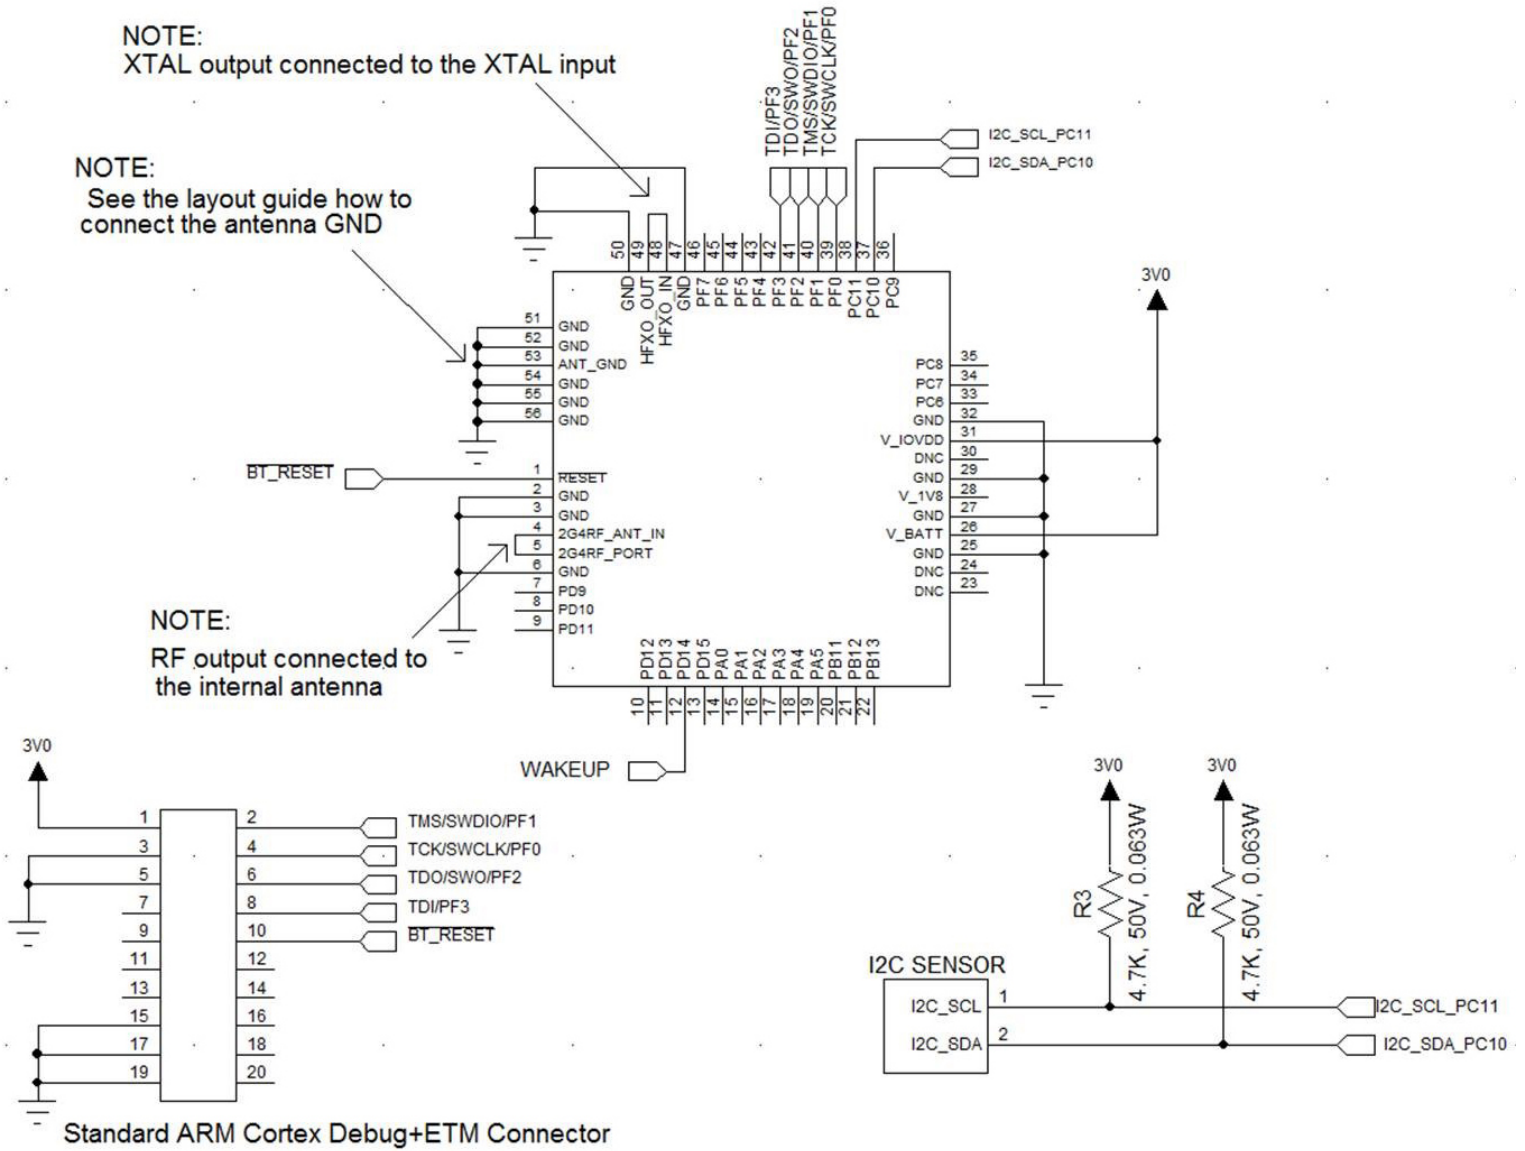 NOTE:
XTAL output connected to the XTAL input
NOTE:
See the layout guide how to
connect the antenna GND
TDI/PF3
TDO/SWO/PF2
TMS/SWDIO/PF1
TCK/SWCLK/PF0
I2C_SCL_PC11
I2C_SDA_PC10
50 49 48 47 46 45 44 43 42 41 40 39 38 37 36
GND HFXO_OUT HFXO_IN GND PF7 PF6 PF5 PF4 PF3 PF2 PF1 PF0 PC11 PC10 PC9
51 GND
52 GND
53 ANT_GND
54 GND
55 GND
56 GND
BT_RESET
1 RESET
2 GND
3 GND
4 2G4RF_ANT_IN
5 2G4RF_PORT
6 GND
7 PD9
8 PD10
9 PD11
3V0
PC8 35
PC7 34
PC6 33
GND 32
V_IOVDD 31
DNC 30
GND 29
V_1V8 28
GND 27
V_BATT 26
GND 25
DNC 24
DNC 23
PD12 PD13 PD14 PD15 PA0 PA1 PA2 PA3 PA4 PA5 PB11 PB12 PB13
10 11 12 13 14 15 16 17 18 19 20 21 22
NOTE:
RF output connected to
the internal antenna
WAKEUP
3V0
1 2 TMS/SWDIO/PF1
3 4 TCK/SWCLK/PF0
5 6 TDO/SWO/PF2
7 8 TDI/PF3
9 10 BT_RESET
11 12
13 14
15 16
17 18
19 20
Standard ARM Cortex Debug+ETM Connector
3V0 3V0
R3 4.7K, 50V, 0.063W
R4 4.7K, 50V, 0.063W
I2C SENSOR
I2C_SCL 1 I2C_SCL_PC11
I2C_SDA 2 I2C_SDA_PC10